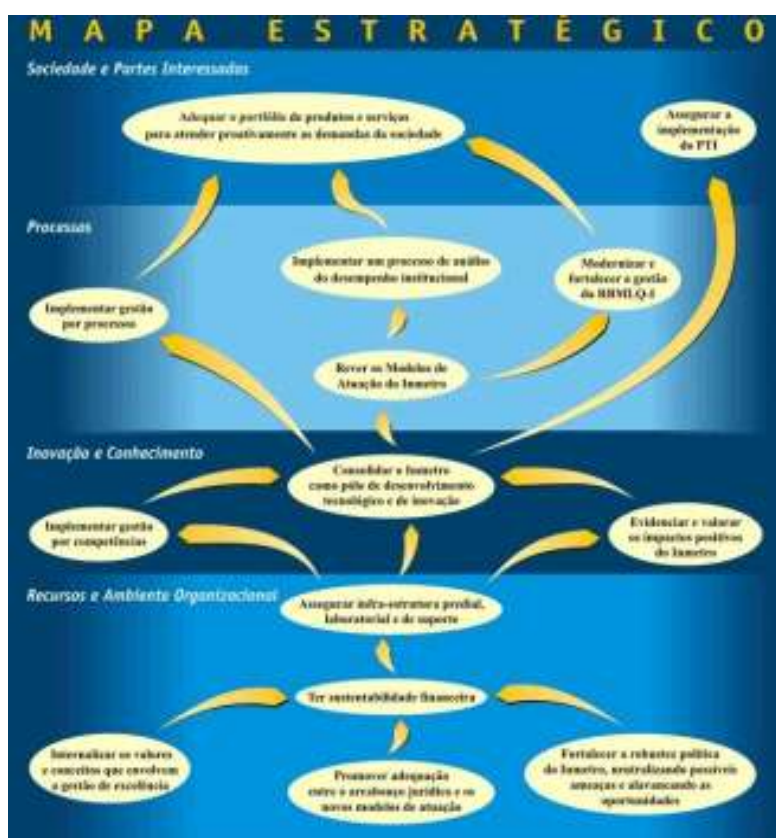 MAPA ESTRATÉGICO
Sociedade e Partes Interessadas
Adequar o portfólio de produtos e serviços
para atender proativamente as demandas da sociedade
Assegurar a
implementação
do PTI
Processos
Implementar um processo de análise
do desempenho institucional
Modernizar e
fortalecer a gestão
da RBMLQ-I
Implementar gestão
por processo
Rever os Modelos de
Atuação do Inmetro
Inovação e Conhecimento
Consolidar o Inmetro
como pólo de desenvolvimento
tecnológico e de inovação
Implementar gestão
por competências
Evidenciar e valorar
os impactos positivos
do Inmetro
Recursos e Ambiente Organizacional
Assegurar infra-estrutura predial,
laboratorial e de suporte
Ter sustentabilidade financeira
Internalizar os valores
e conceitos que envolvem
a gestão de excelência
Promover adequação
entre o arcabouço jurídico e os
novos modelos de atuação
Fortalecer a robustez política
do Inmetro, neutralizando possíveis
ameaças e alavancando as
oportunidades